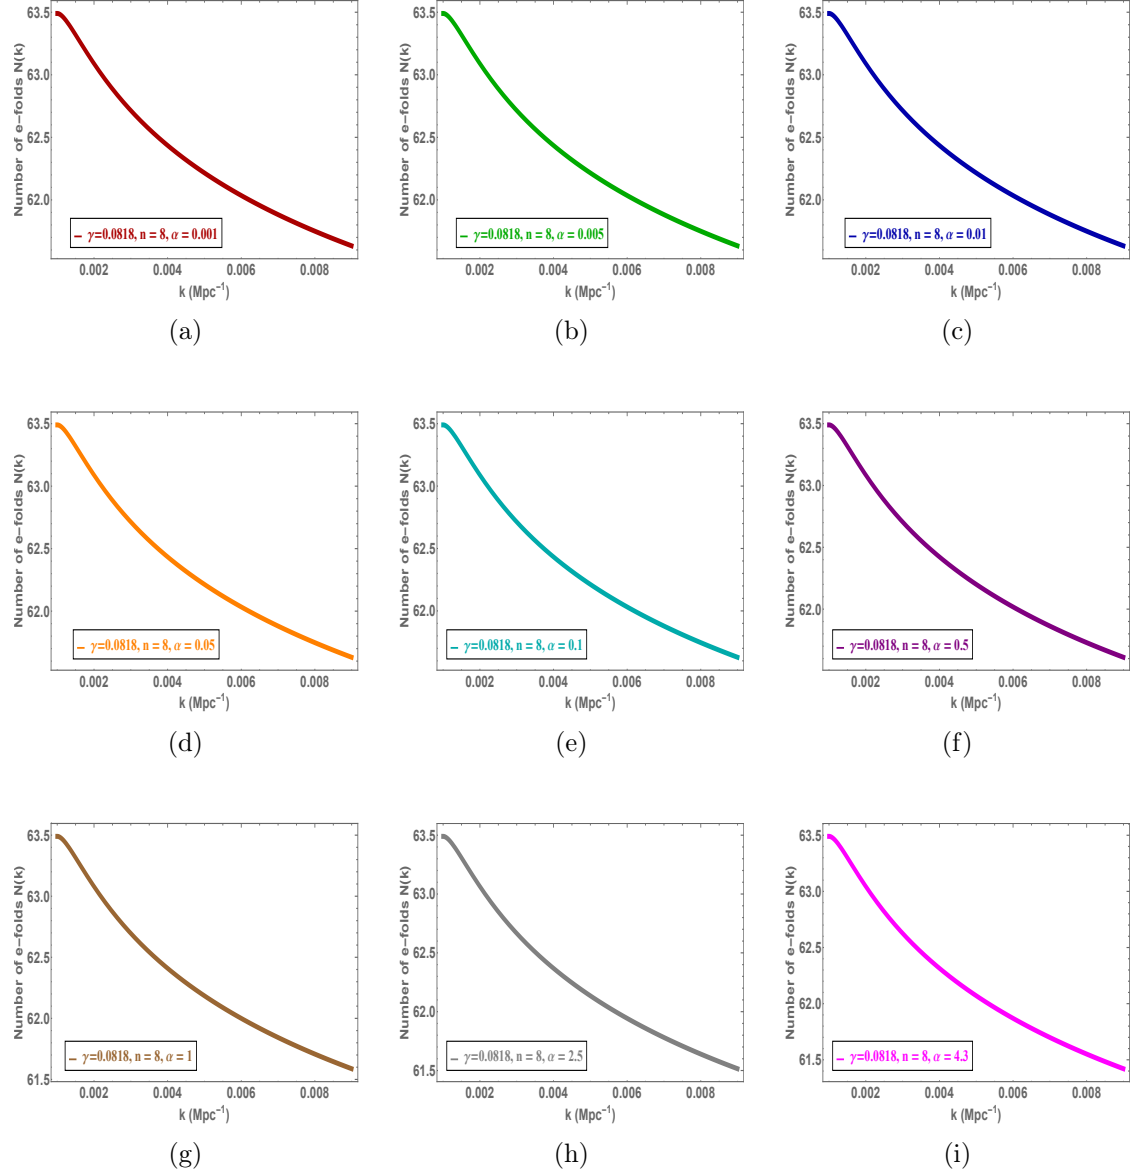 63.5
63.0
62.5
62.0
Number of e-folds N(k)
γ=0.0818, n = 8, α = 0.001
0.002 0.004 0.006 0.008
k (Mpc⁻¹)
(a)
63.5
63.0
62.5
62.0
Number of e-folds N(k)
γ=0.0818, n = 8, α = 0.005
0.002 0.004 0.006 0.008
k (Mpc⁻¹)
(b)
63.5
63.0
62.5
62.0
Number of e-folds N(k)
γ=0.0818, n = 8, α = 0.01
0.002 0.004 0.006 0.008
k (Mpc⁻¹)
(c)
63.5
63.0
62.5
62.0
Number of e-folds N(k)
γ=0.0818, n = 8, α = 0.05
0.002 0.004 0.006 0.008
k (Mpc⁻¹)
(d)
63.5
63.0
62.5
62.0
Number of e-folds N(k)
γ=0.0818, n = 8, α = 0.1
0.002 0.004 0.006 0.008
k (Mpc⁻¹)
(e)
63.5
63.0
62.5
62.0
Number of e-folds N(k)
γ=0.0818, n = 8, α = 0.5
0.002 0.004 0.006 0.008
k (Mpc⁻¹)
(f)
63.5
63.0
62.5
62.0
61.5
Number of e-folds N(k)
γ=0.0818, n = 8, α = 1
0.002 0.004 0.006 0.008
k (Mpc⁻¹)
(g)
63.5
63.0
62.5
62.0
61.5
Number of e-folds N(k)
γ=0.0818, n = 8, α = 2.5
0.002 0.004 0.006 0.008
k (Mpc⁻¹)
(h)
63.5
63.0
62.5
62.0
61.5
Number of e-folds N(k)
γ=0.0818, n = 8, α = 4.3
0.002 0.004 0.006 0.008
k (Mpc⁻¹)
(i)